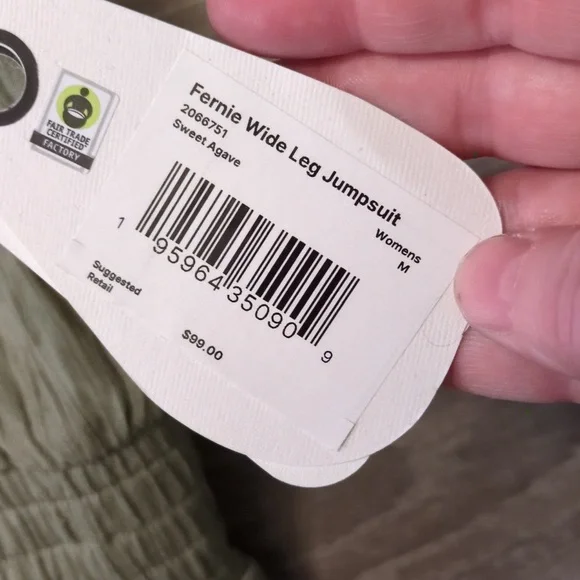 FAIR TRADE
CERTIFIED
FACTORY
Fernie Wide Leg Jumpsuit
2066751
Sweet Agave
Womens
M
1 95964 35090 9
Suggested
Retail
$99.00